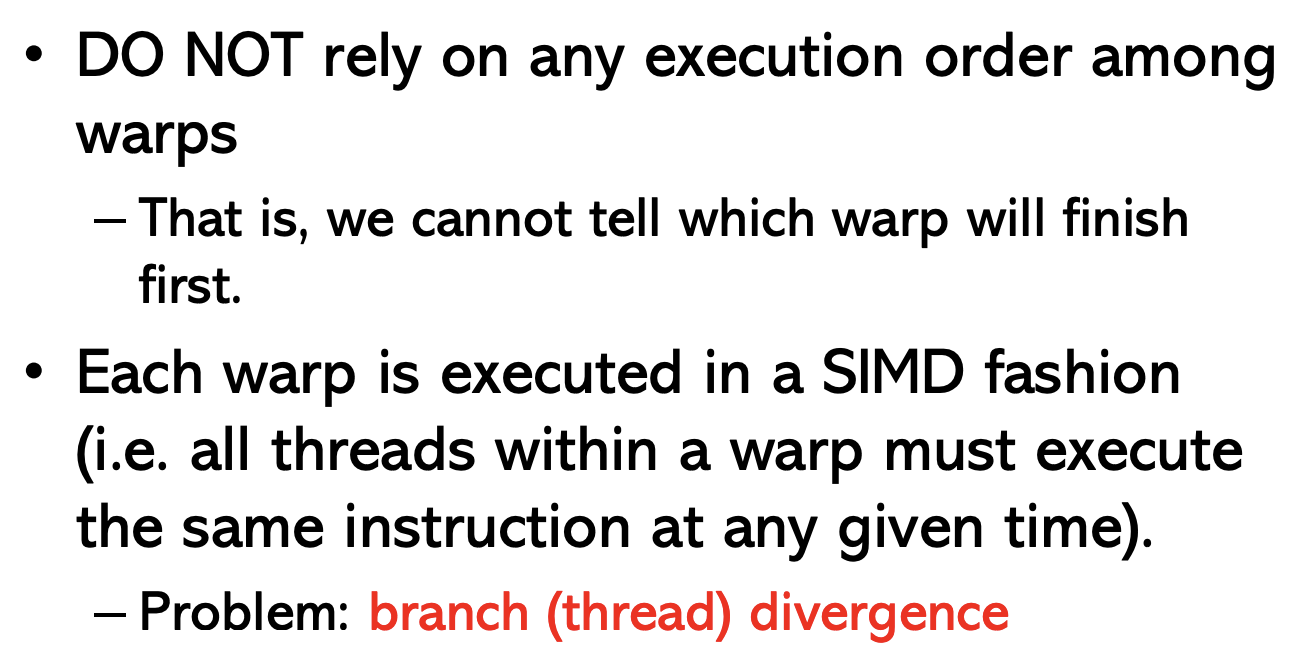 • DO NOT rely on any execution order among
warps
– That is, we cannot tell which warp will finish
first.
• Each warp is executed in a SIMD fashion
(i.e. all threads within a warp must execute
the same instruction at any given time).
– Problem: branch (thread) divergence